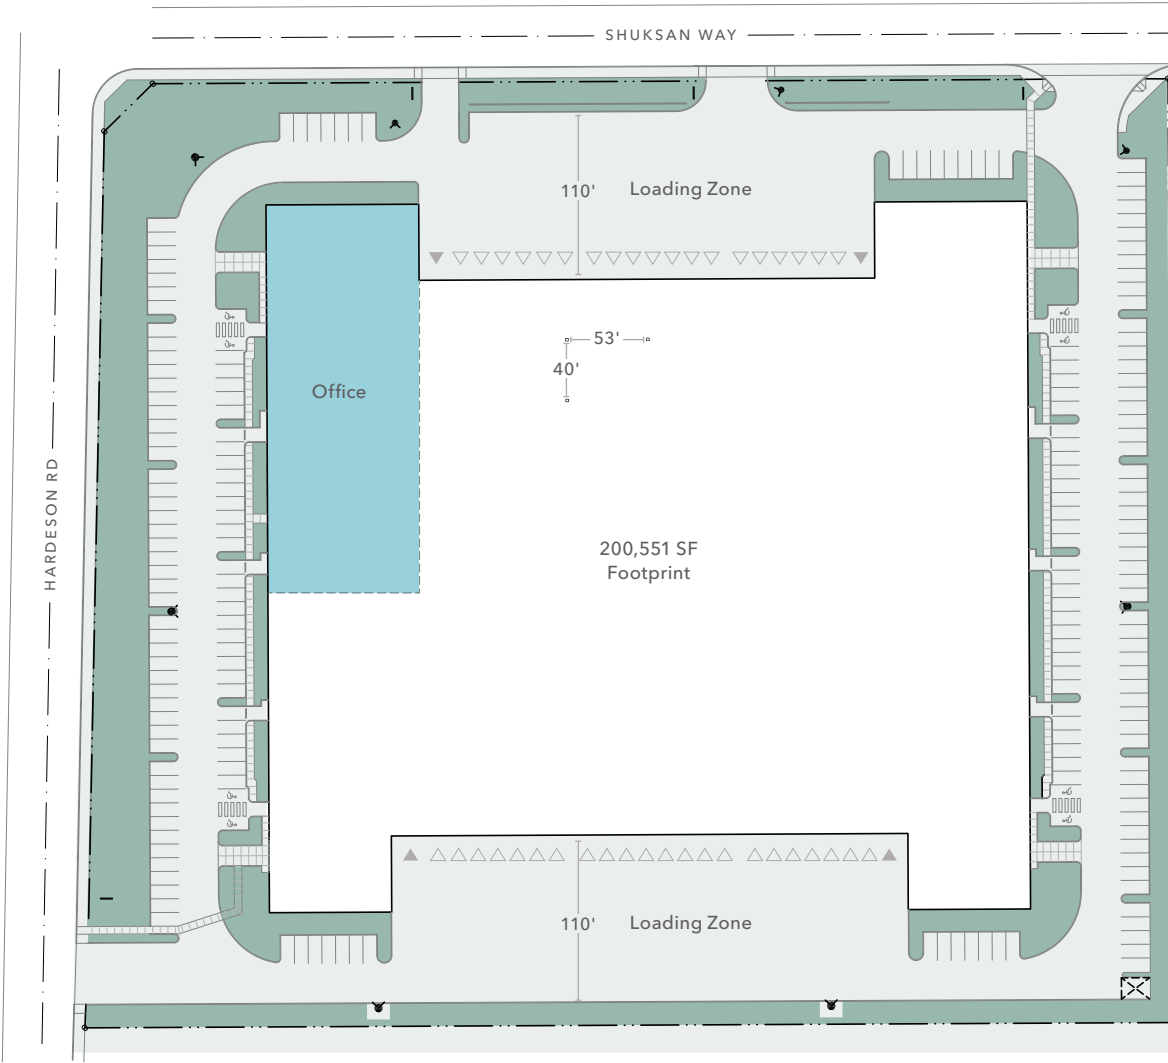 SHUKSAN WAY
110'
Loading Zone
53'
40'
Office
HARDESON RD
200,551 SF
Footprint
110'
Loading Zone